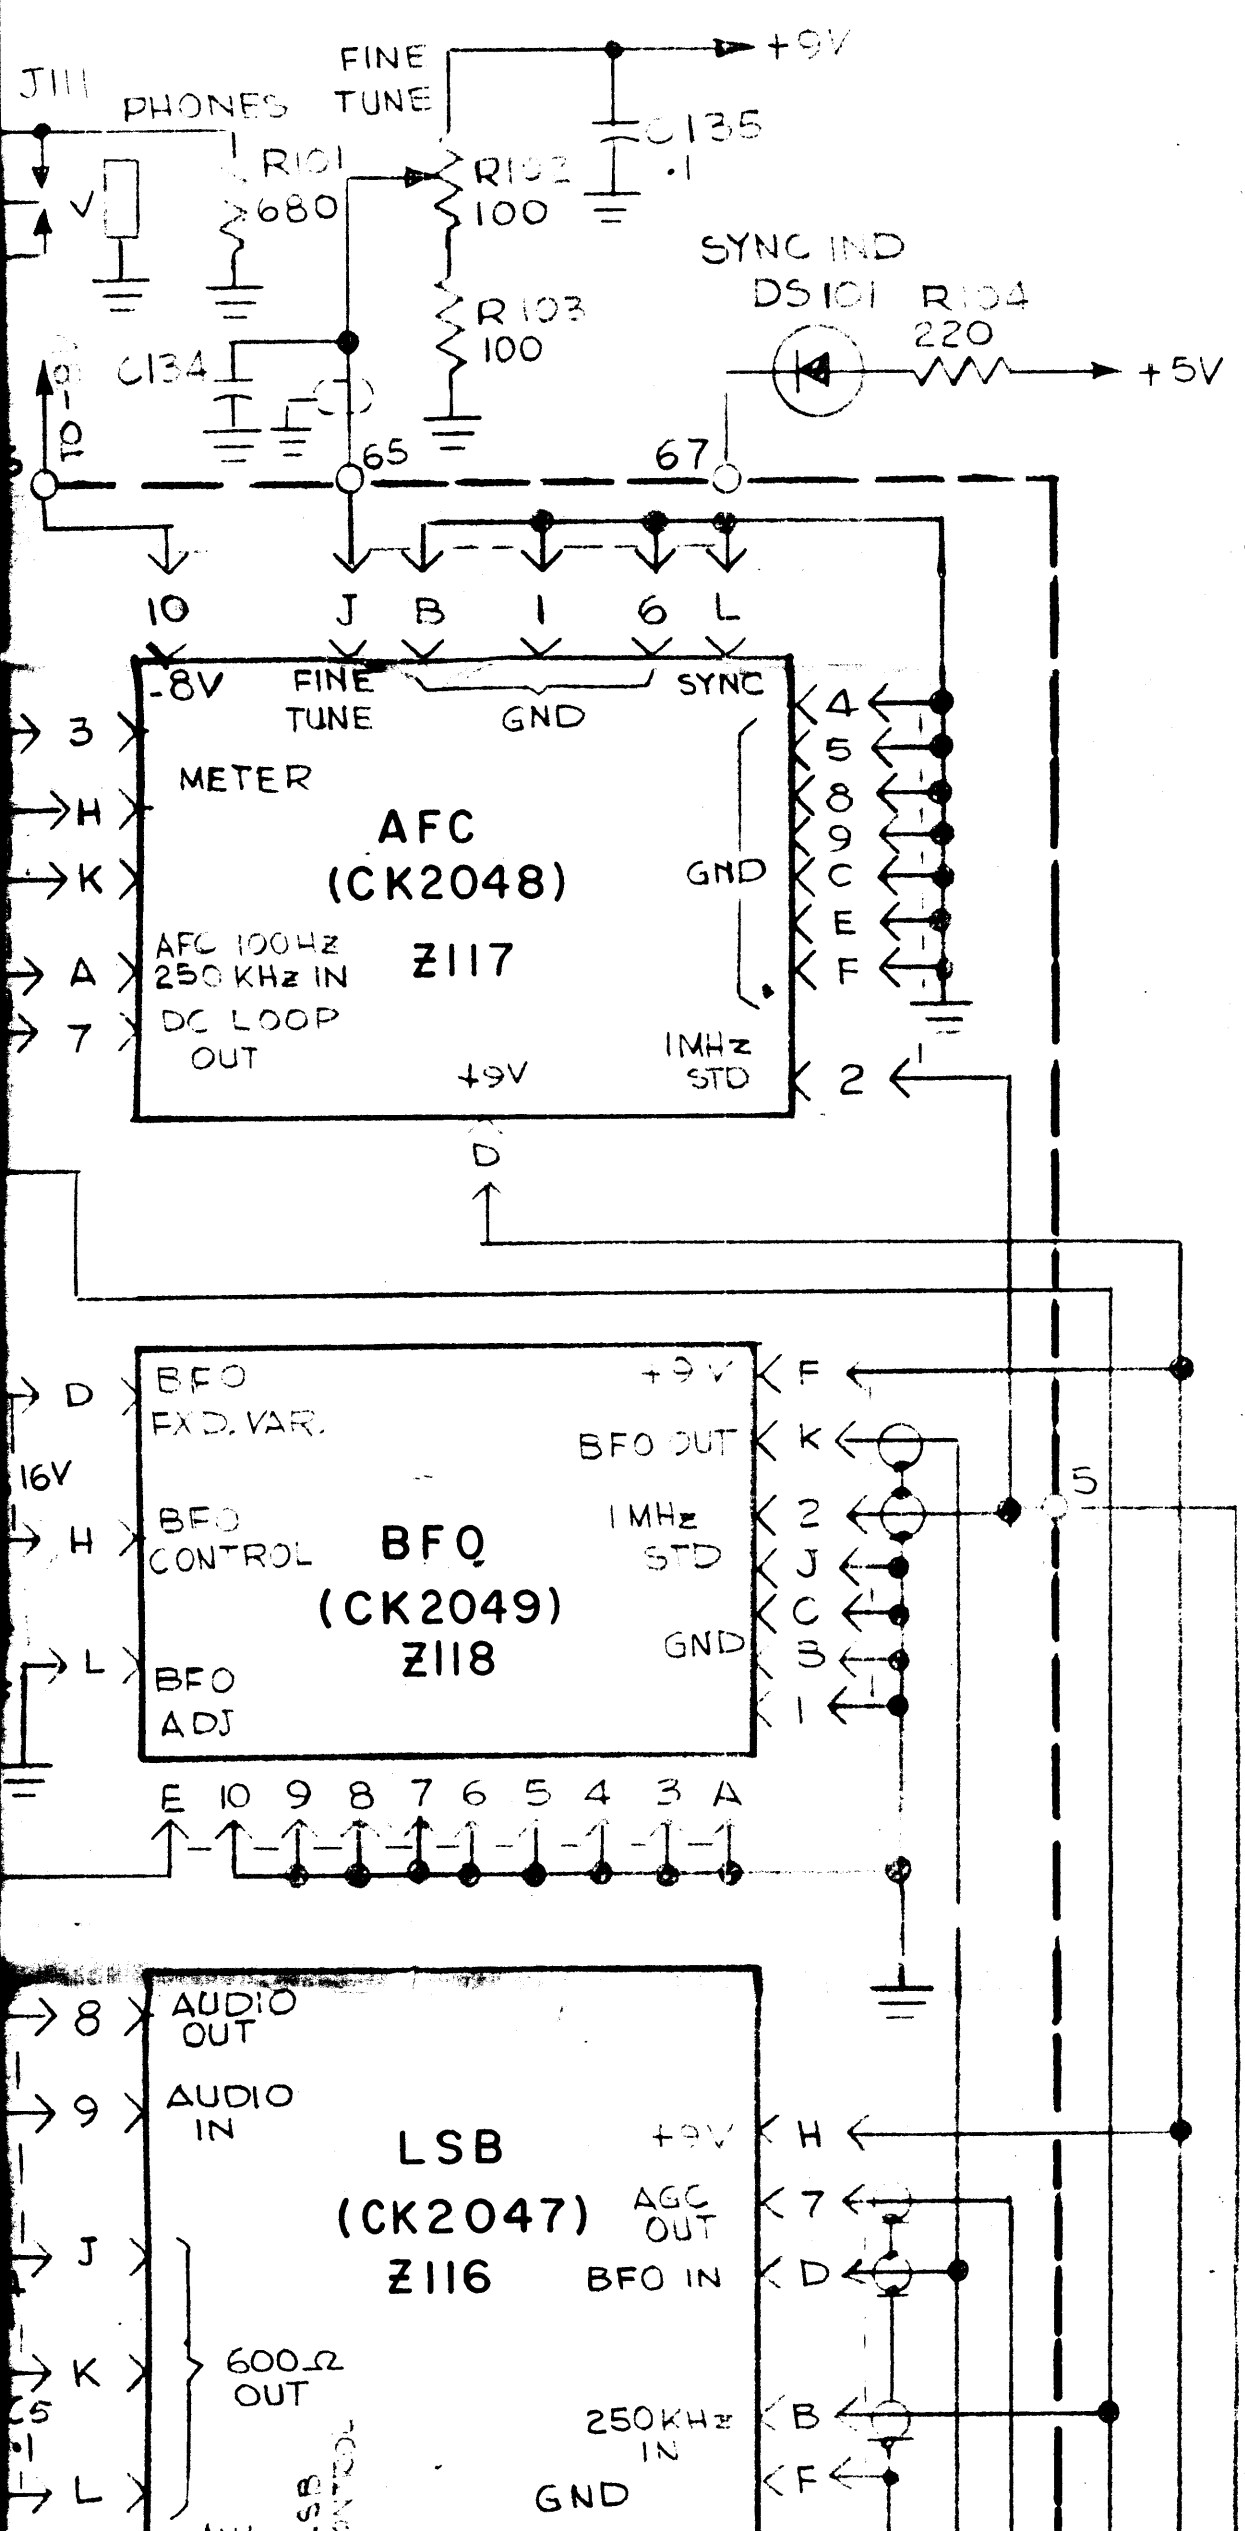 J111
PHONES
FINE
TUNE
+9V
C135
.1
R101
680
R102
100
SYNC IND
DS101
R104
220
+5V
R103
100
C134
65
67
10 J B 1 6 L
-8V
FINE
TUNE
GND
SYNC
3
METER
H
K
AFC
(CK2048)
Z117
A
AFC 100HZ
250 KHz IN
7
DC LOOP
OUT
+9V
GND
4
5
8
9
C
E
F
1MHz
STD
2
D
D
BFO
FXD. VAR.
16V
H
BFO
CONTROL
L
BFO
ADJ
BFO
(CK2049)
Z118
+9V
F
BFO OUT
K
1 MHz
STD
2
J
C
GND
B
1
5
E 10 9 8 7 6 5 4 3 A
8
AUDIO
OUT
9
AUDIO
IN
LSB
(CK2047)
Z116
+9V
H
AGC
OUT
7
BFO IN
D
J
K
600Ω
OUT
L
250KHz
IN
B
F
GND